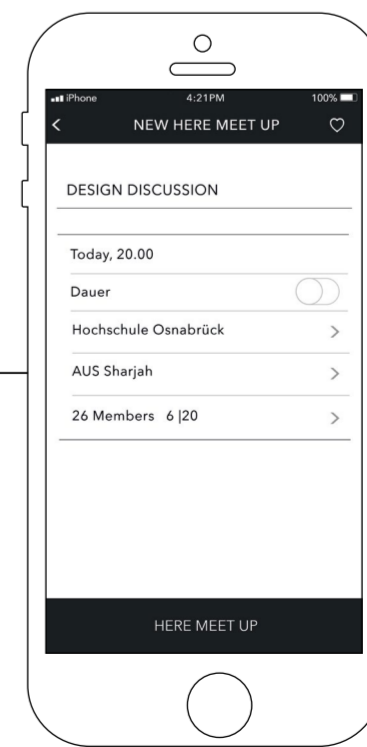 iPhone 4:21PM 100%
< NEW HERE MEET UP
DESIGN DISCUSSION
Today, 20.00
Dauer
Hochschule Osnabrück >
AUS Sharjah >
26 Members 6 |20 >
HERE MEET UP